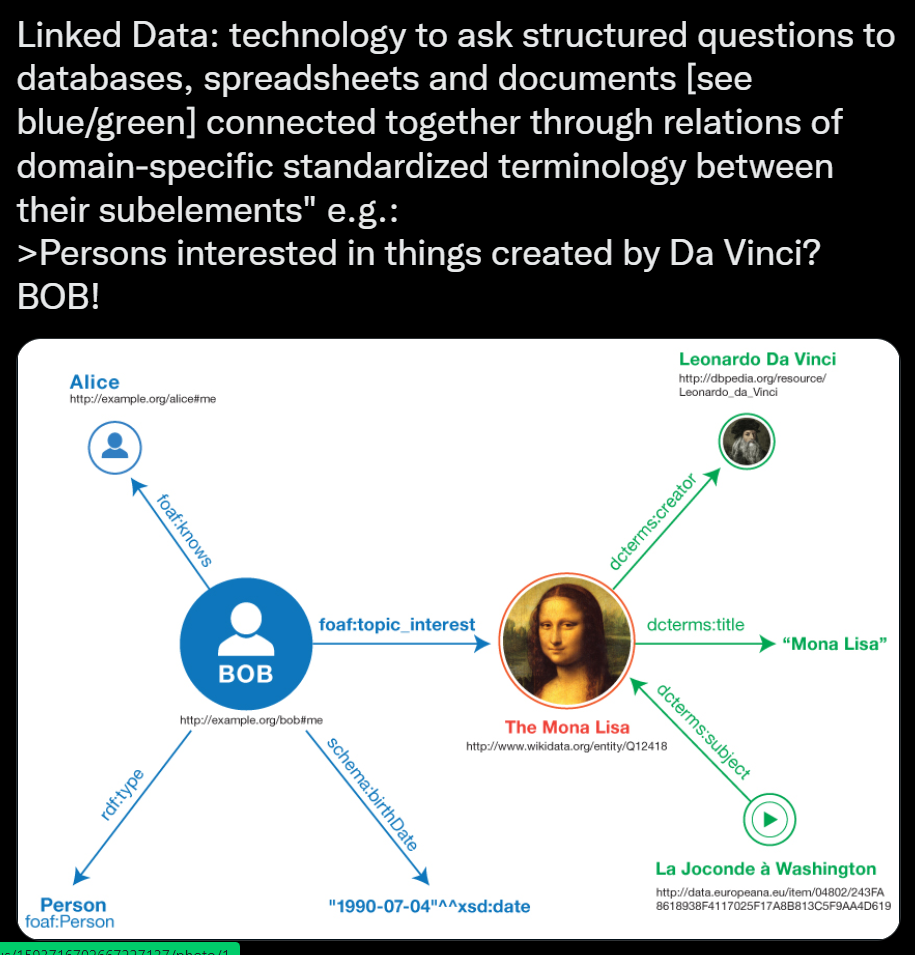 Linked Data: technology to ask structured questions to
databases, spreadsheets and documents [see
blue/green] connected together through relations of
domain-specific standardized terminology between
their subelements" e.g.:
>Persons interested in things created by Da Vinci?
BOB!
Leonardo Da Vinci
http://dbpedia.org/resource/
Leonardo_da_Vinci
Alice
http://example.org/alice#me
foaf:knows
dcterms:creator
foaf:topic_interest
dcterms:title
"Mona Lisa"
BOB
http://example.org/bob#me
The Mona Lisa
http://www.wikidata.org/entity/Q12418
dcterms:subject
rdf:type
schema:birthDate
La Joconde à Washington
http://data.europeana.eu/item/04802/243FA
8618938F4117025F17A8B813C5F9AA4D619
Person
foaf:Person
"1990-07-04"^^xsd:date